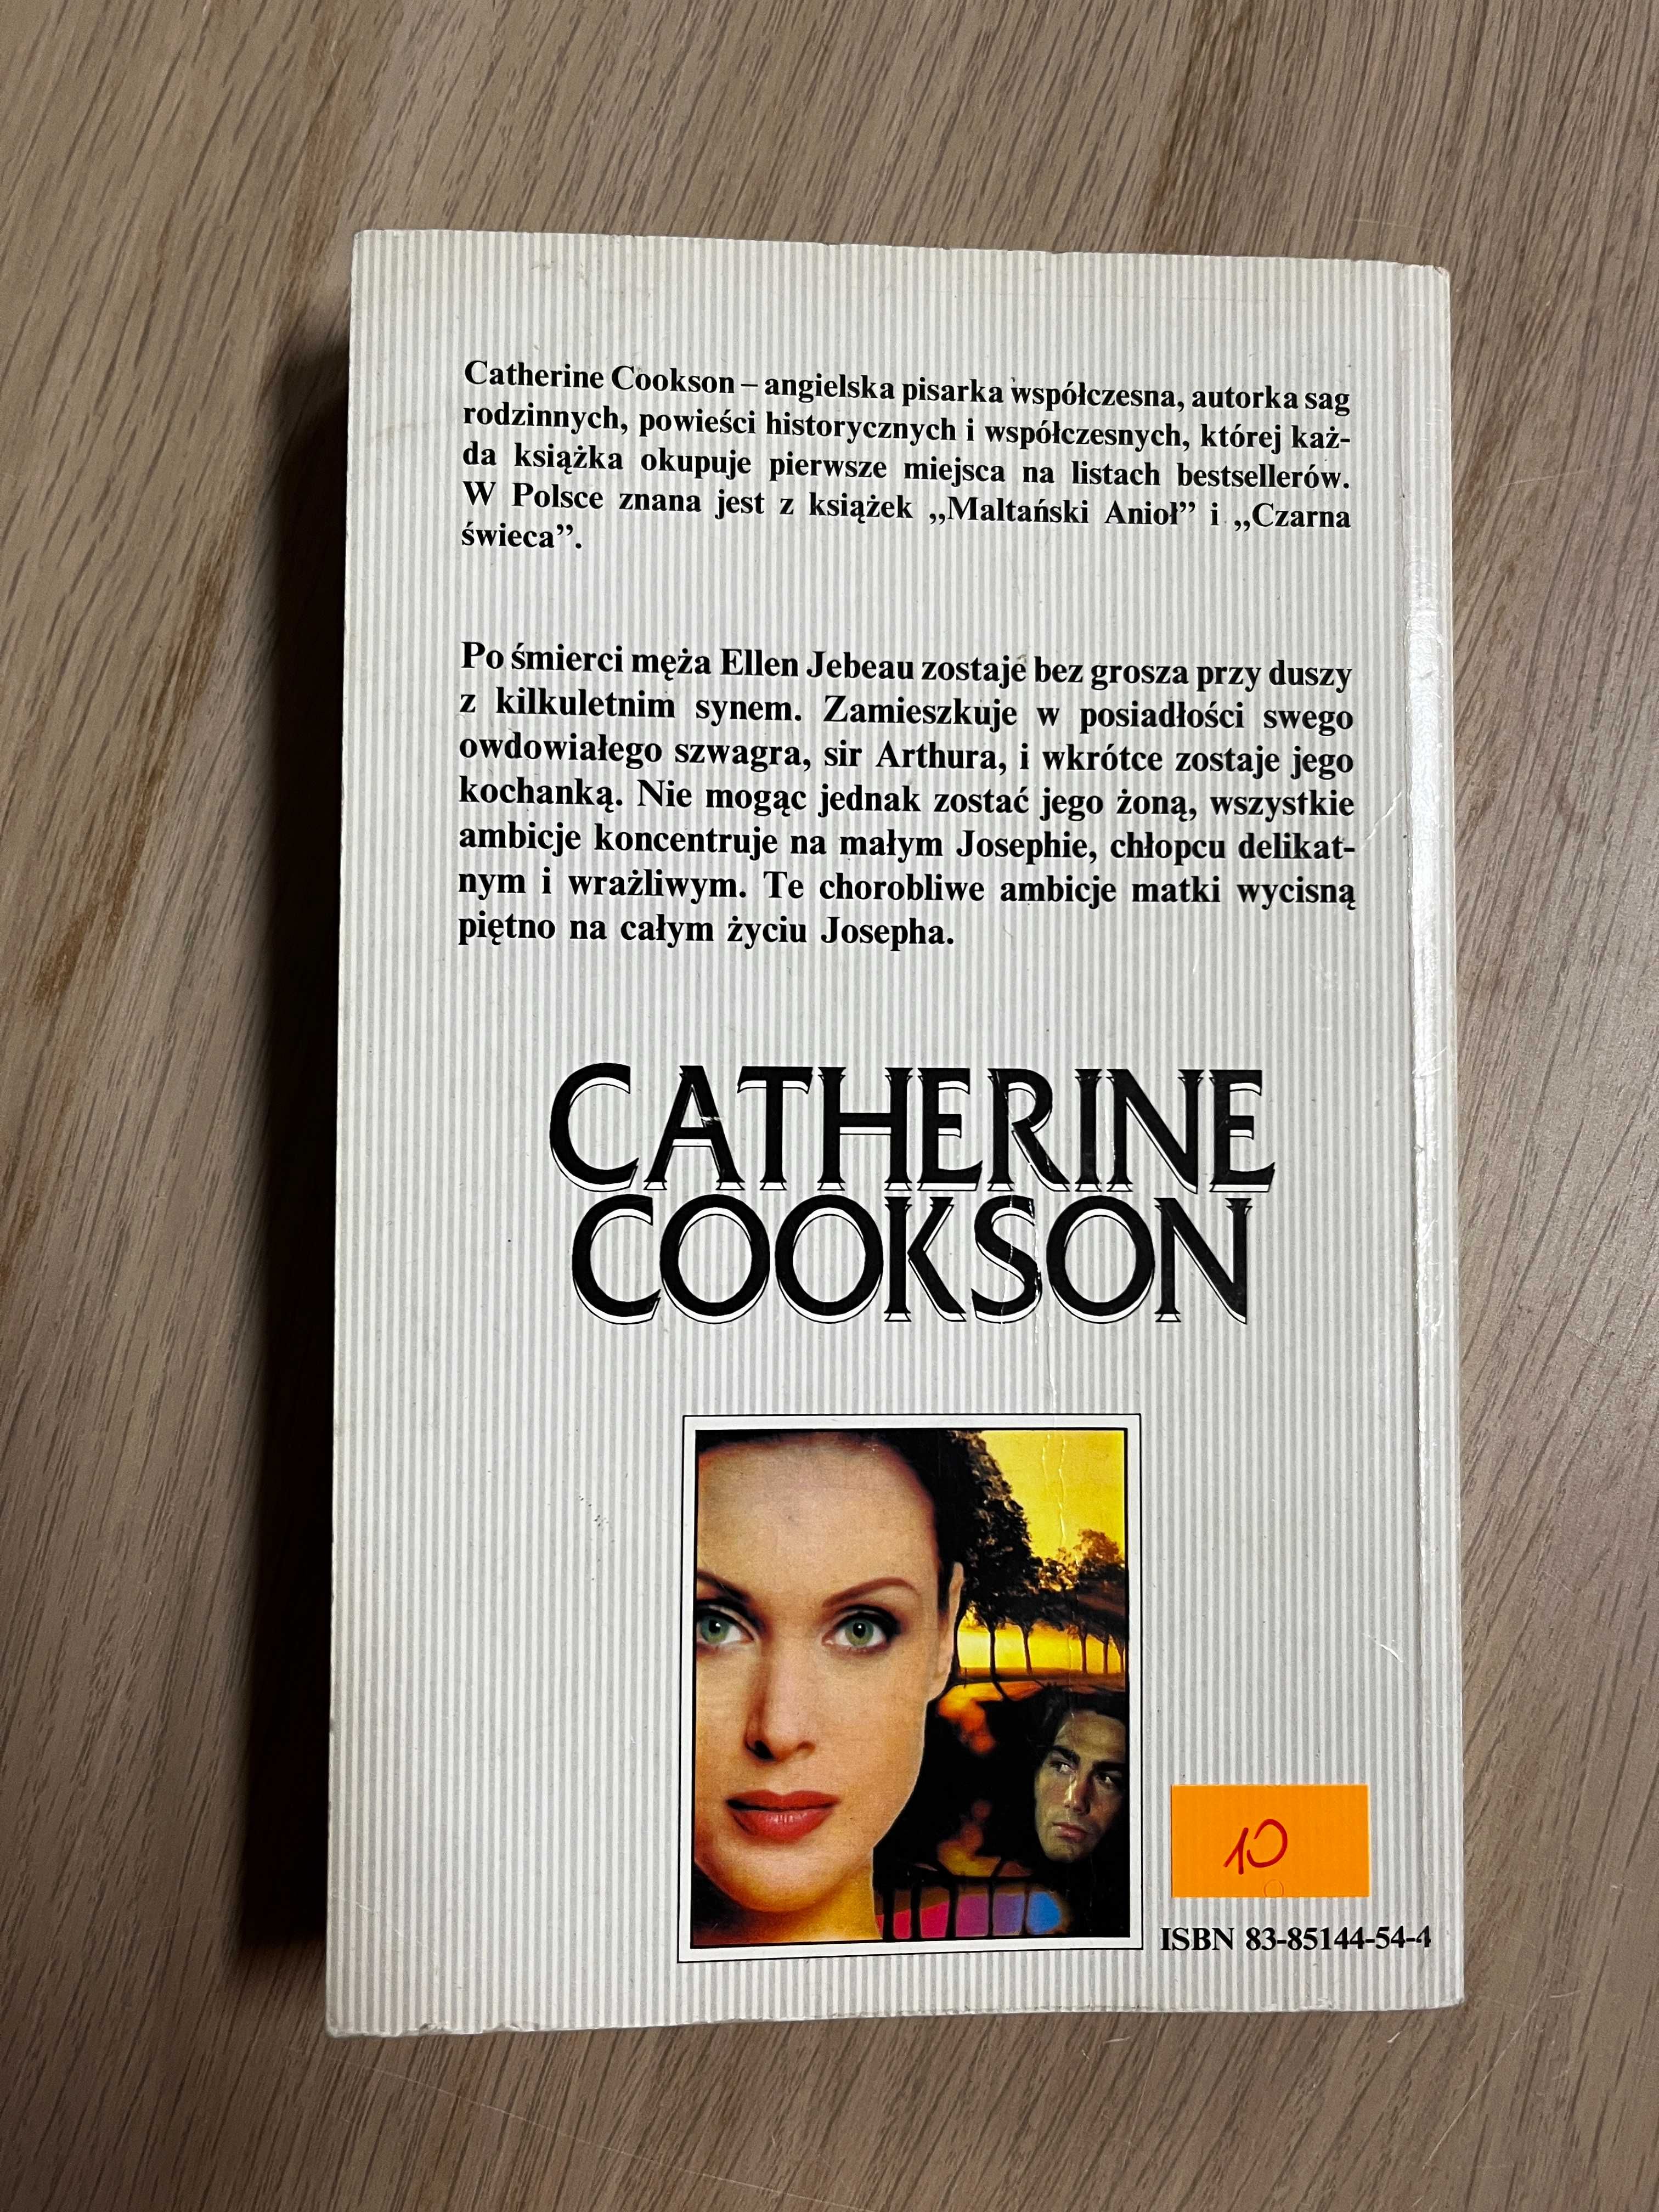 Catherine Cookson – angielska pisarka współczesna, autorka sag
rodzinnych, powieści historycznych i współczesnych, której każ-
da książka okupuje pierwsze miejsca na listach bestsellerów.
W Polsce znana jest z książek „Maltański Anioł” i „Czarna
świeca”.
Po śmierci męża Ellen Jebeau zostaje bez grosza przy duszy
z kilkuletnim synem. Zamieszkuje w posiadłości swego
owdowiałego szwagra, sir Arthura, i wkrótce zostaje jego
kochanką. Nie mogąc jednak zostać jego żoną, wszystkie
ambicje koncentruje na małym Josephie, chłopcu delikat-
nym i wrażliwym. Te chorobliwe ambicje matki wycisną
piętno na całym życiu Josepha.
CATHERINE
COOKSON
10
ISBN 83-85144-54-4